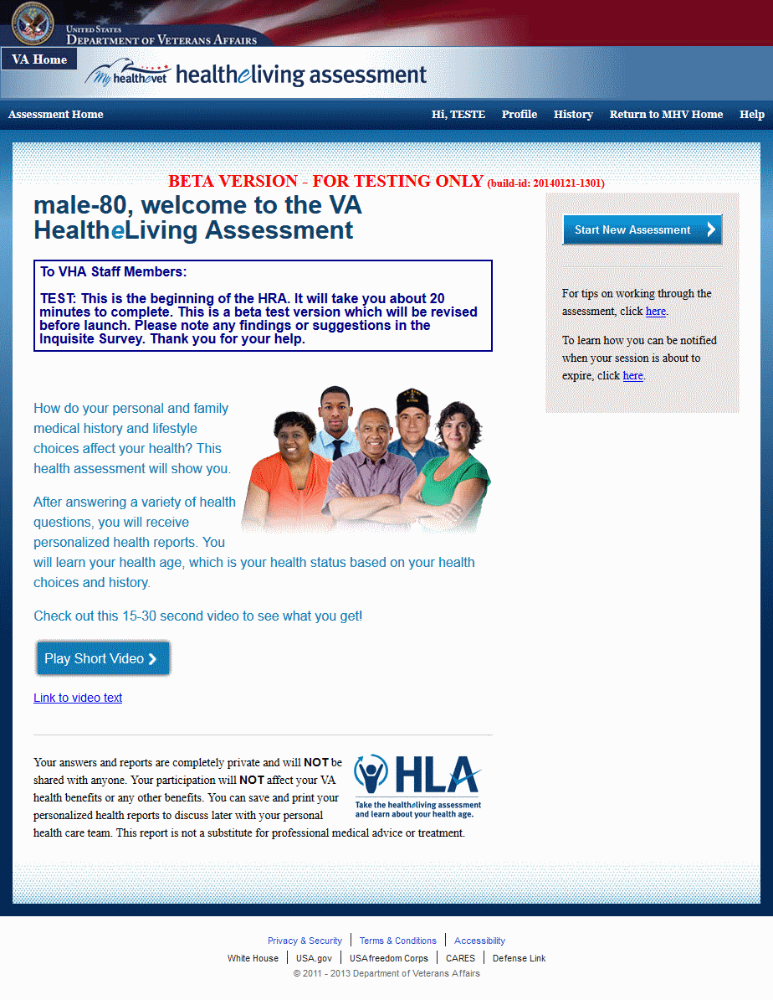 UNITED STATES
DEPARTMENT OF VETERANS AFFAIRS
VA Home
My healthevet healtheliving assessment
Assessment Home
Hi, TESTE Profile History Return to MHV Home Help
BETA VERSION - FOR TESTING ONLY (build-id: 20140121-1301)
male-80, welcome to the VA
HealtheLiving Assessment
To VHA Staff Members:
TEST: This is the beginning of the HRA. It will take you about 20
minutes to complete. This is a beta test version which will be revised
before launch. Please note any findings or suggestions in the
Inquisite Survey. Thank you for your help.
Start New Assessment
For tips on working through the
assessment, click here.
To learn how you can be notified
when your session is about to
expire, click here.
How do your personal and family
medical history and lifestyle
choices affect your health? This
health assessment will show you.
After answering a variety of health
questions, you will receive
personalized health reports. You
will learn your health age, which is your health status based on your health
choices and history.
Check out this 15-30 second video to see what you get!
Play Short Video
Link to video text
Your answers and reports are completely private and will NOT be
shared with anyone. Your participation will NOT affect your VA
health benefits or any other benefits. You can save and print your
personalized health reports to discuss later with your personal
health care team. This report is not a substitute for professional medical advice or treatment.
HLA
Take the healtheliving assessment
and learn about your health age.
Privacy & Security Terms & Conditions Accessibility
White House USA.gov USAfreedom Corps CARES Defense Link
© 2011 - 2013 Department of Veterans Affairs